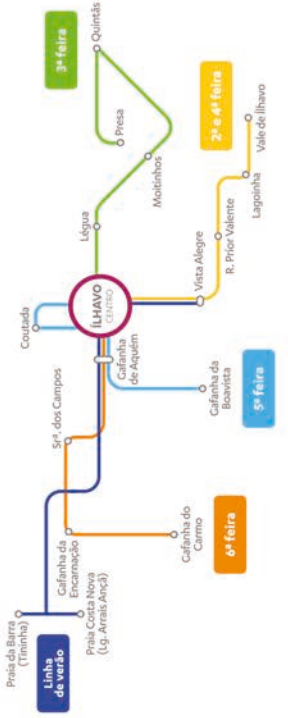 Praia da Barra
(Tininha)
Linha
de verão
Praia Costa Nova
(Lg. Arrais Ançã)
Gafanha da
Encarnação
Srª. dos Campos
Gafanha do
Carmo
6ª feira
Coutada
ÍLHAVO
CENTRO
Gafanha
de Aquém
Gafanha da
Boavista
5ª feira
Légua
Vista Alegre
R. Prior Valente
Lagoinha
Vale de Ílhavo
2ª e 4ª feira
Moitinhos
Presa
Quintãs
3ª feira